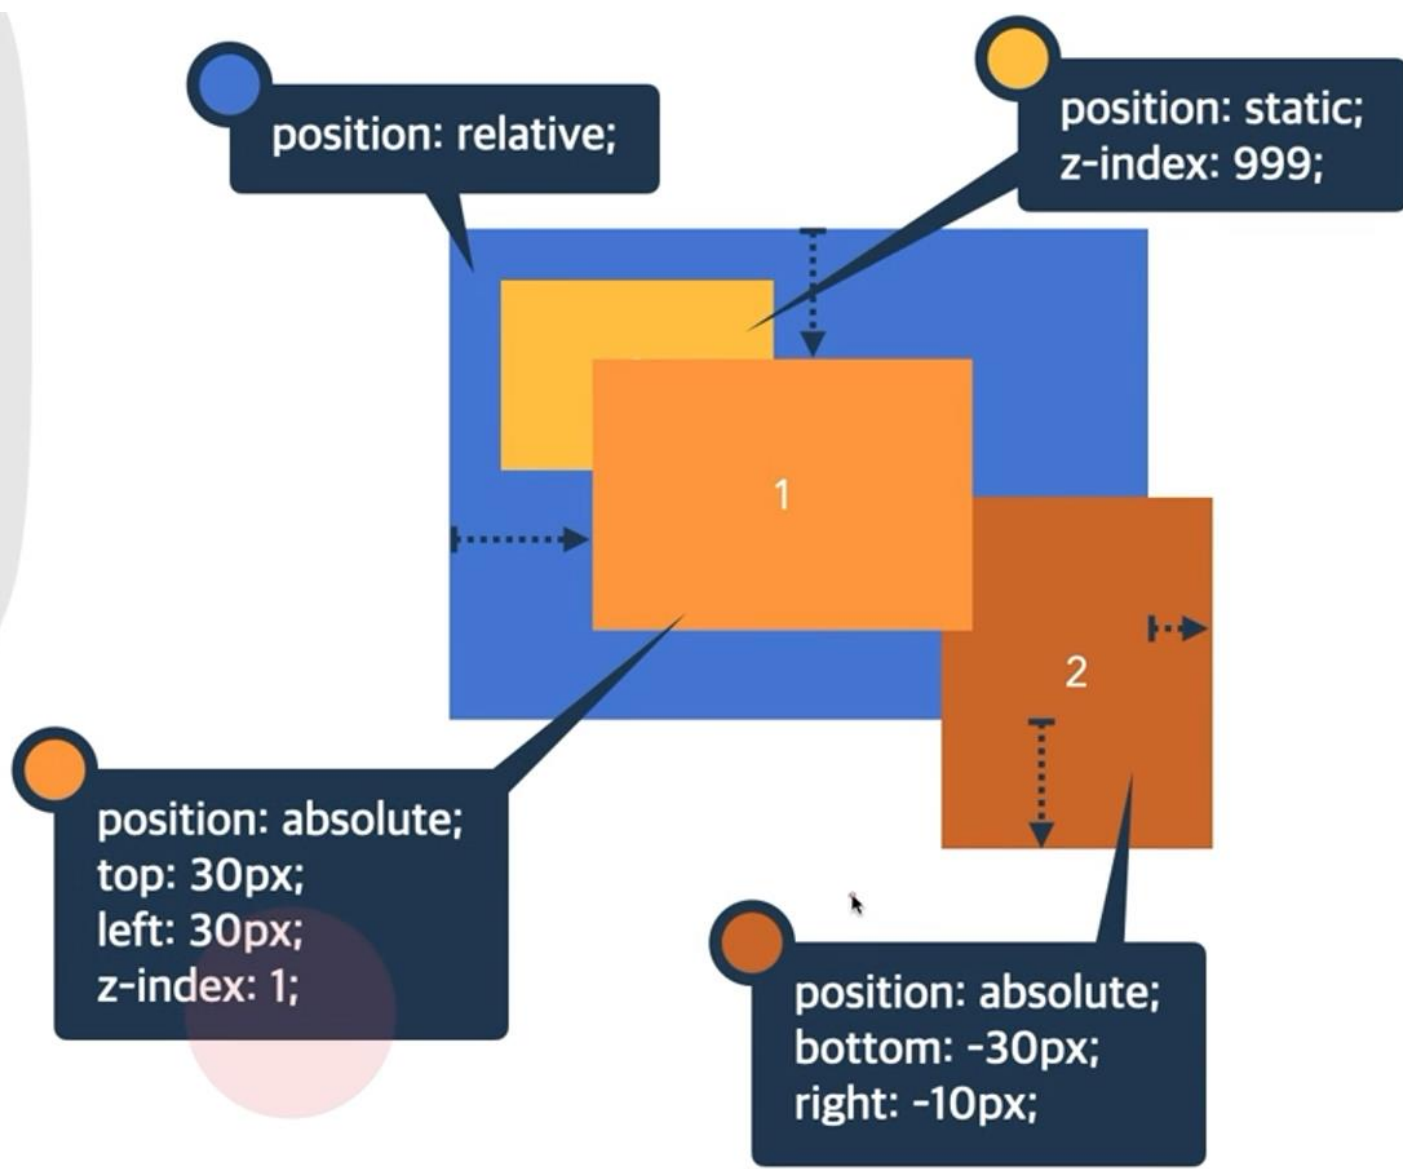 position: relative;
position: static;
z-index: 999;
1
2
position: absolute;
top: 30px;
left: 30px;
z-index: 1;
position: absolute;
bottom: -30px;
right: -10px;